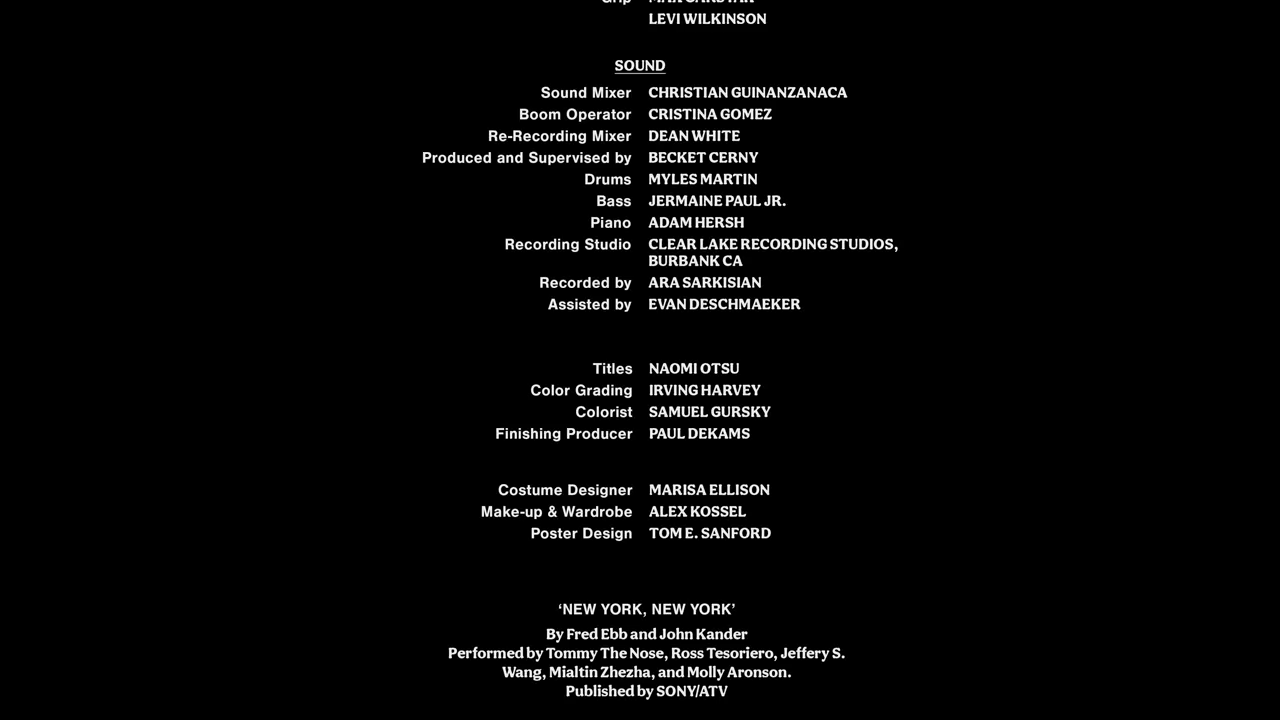 LEVI WILKINSON
SOUND
Sound Mixer CHRISTIAN GUINANZANACA
Boom Operator CRISTINA GOMEZ
Re-Recording Mixer DEAN WHITE
Produced and Supervised by BECKET CERNY
Drums MYLES MARTIN
Bass JERMAINE PAUL JR.
Piano ADAM HERSH
Recording Studio CLEAR LAKE RECORDING STUDIOS,
BURBANK CA
Recorded by ARA SARKISIAN
Assisted by EVAN DESCHMAEKER
Titles NAOMI OTSU
Color Grading IRVING HARVEY
Colorist SAMUEL GURSKY
Finishing Producer PAUL DEKAMS
Costume Designer MARISA ELLISON
Make-up & Wardrobe ALEX KOSSEL
Poster Design TOM E. SANFORD
‘NEW YORK, NEW YORK’
By Fred Ebb and John Kander
Performed by Tommy The Nose, Ross Tesoriero, Jeffery S.
Wang, Mialtin Zhezha, and Molly Aronson.
Published by SONY/ATV